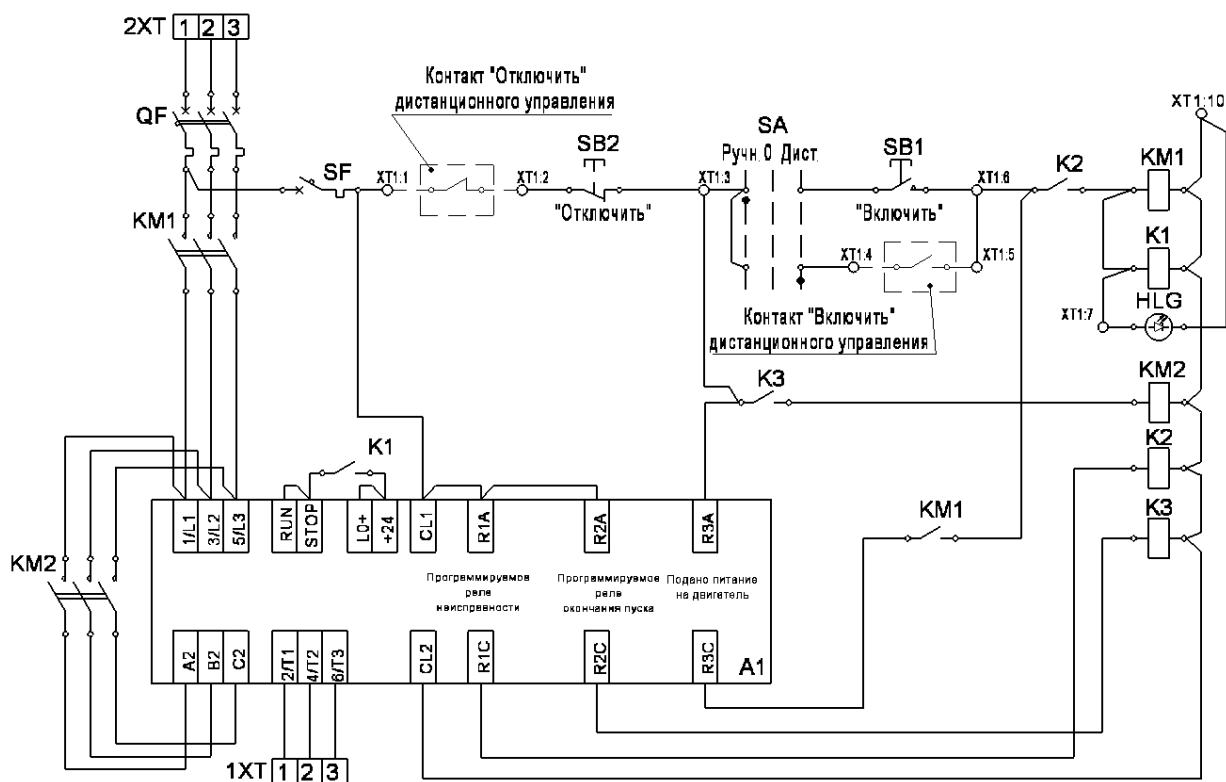 2XT 1 2 3
QF
Контакт "Отключить"
дистанционного управления
SF
XT1:1
XT1:2
SB2
"Отключить"
XT1:3
SA
Ручн. 0 Дист.
SB1
"Включить"
XT1:6
K2
XT1:10
KM1
KM1
XT1:4
XT1:5
K1
Контакт "Включить"
дистанционного управления
XT1:7
HLG
K3
KM2
K1
K2
KM1
K3
1/L1
3/L2
5/L3
RUN
STOP
L0+
+24
CL1
R1A
R2A
R3A
KM2
Программируемое
реле
неисправности
Программируемое
реле
окончания пуска
Подано питание
на двигатель
A2
B2
C2
2/T1
4/T2
6/T3
CL2
R1C
R2C
R3C
A1
1XT 1 2 3